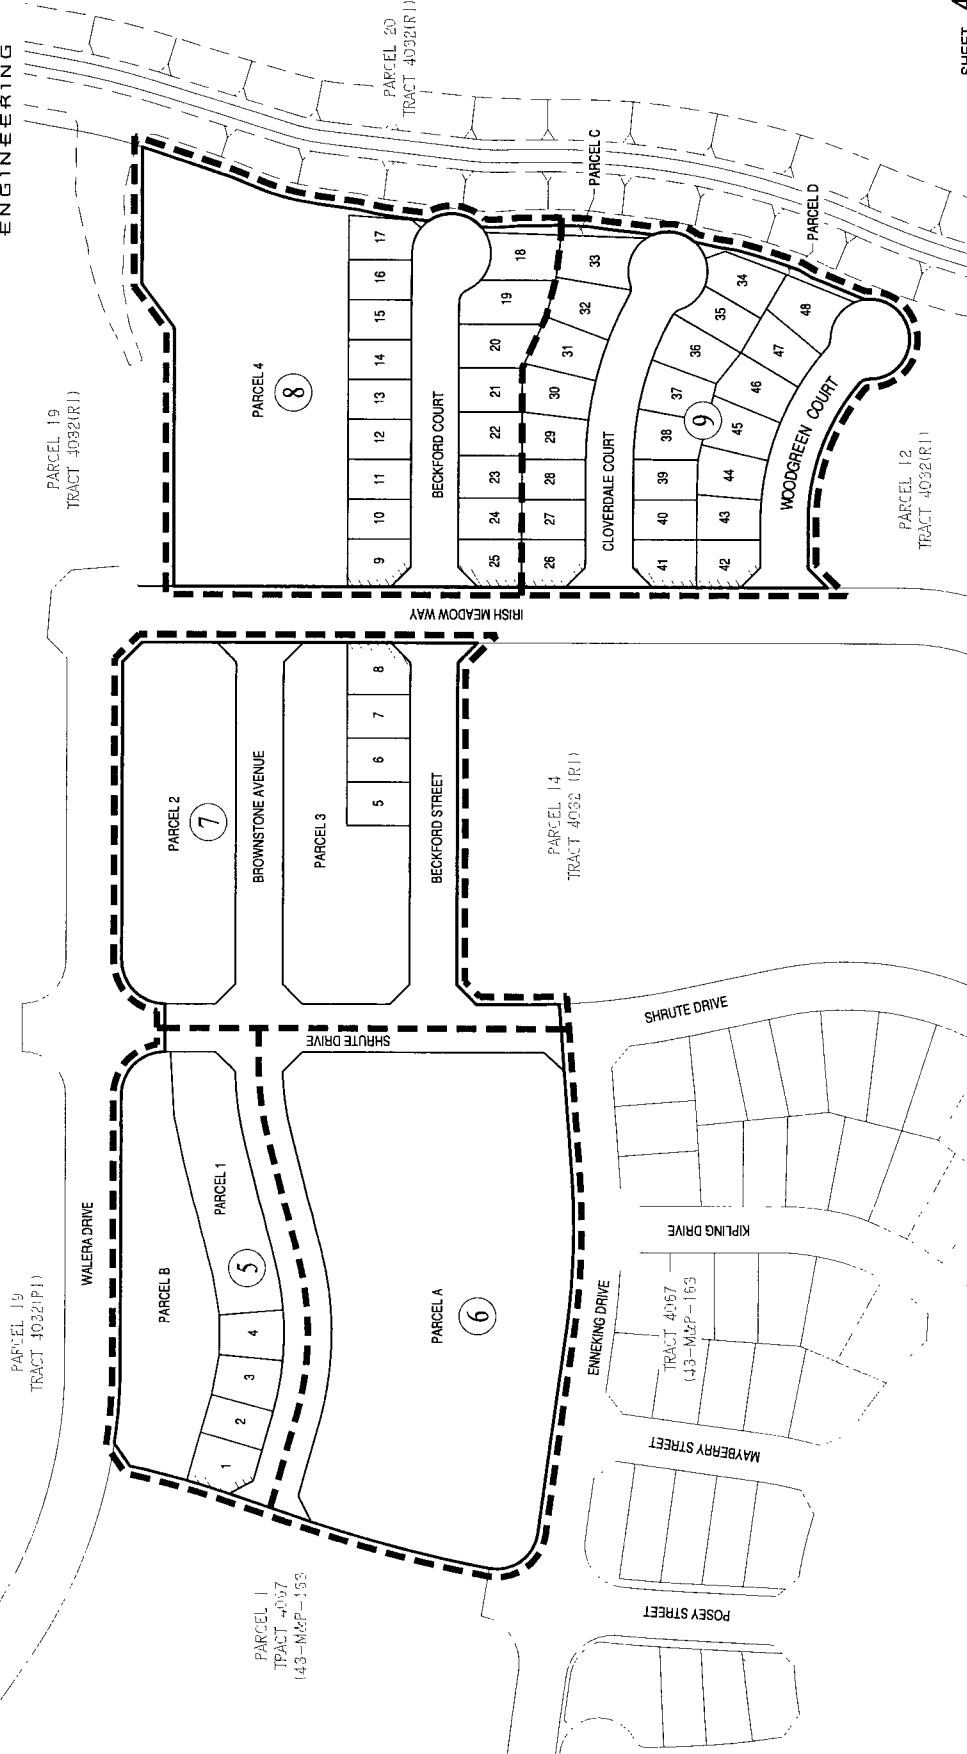 ENGINEERING
SHEET 4
PARCEL 20
TRACT 4032(R1)
PARCEL 19
TRACT 4032(R1)
PARCEL 19
TRACT 4032(R1)
PARCEL 12
TRACT 4032(R1)
PARCEL 14
TRACT 4032 (R1)
PARCEL 1
TRACT 4067
(43-M&P-163
TRACT 4067
(43-M&P-163
WALERA DRIVE
PARCEL B
PARCEL 1
5
1
2
3
4
PARCEL A
6
SHRUTE DRIVE
PARCEL 2
7
BROWNSTONE AVENUE
PARCEL 3
5
6
7
8
BECKFORD STREET
IRISH MEADOW WAY
PARCEL 4
8
9
10
11
12
13
14
15
16
17
BECKFORD COURT
25
24
23
22
21
20
19
18
26
27
28
29
30
31
32
33
CLOVERDALE COURT
PARCEL C
41
40
39
38
37
36
35
34
9
42
43
44
45
46
47
48
WOODGREEN COURT
PARCEL D
SHRUTE DRIVE
KIPLING DRIVE
ENNEKING DRIVE
MAYBERRY STREET
POSEY STREET